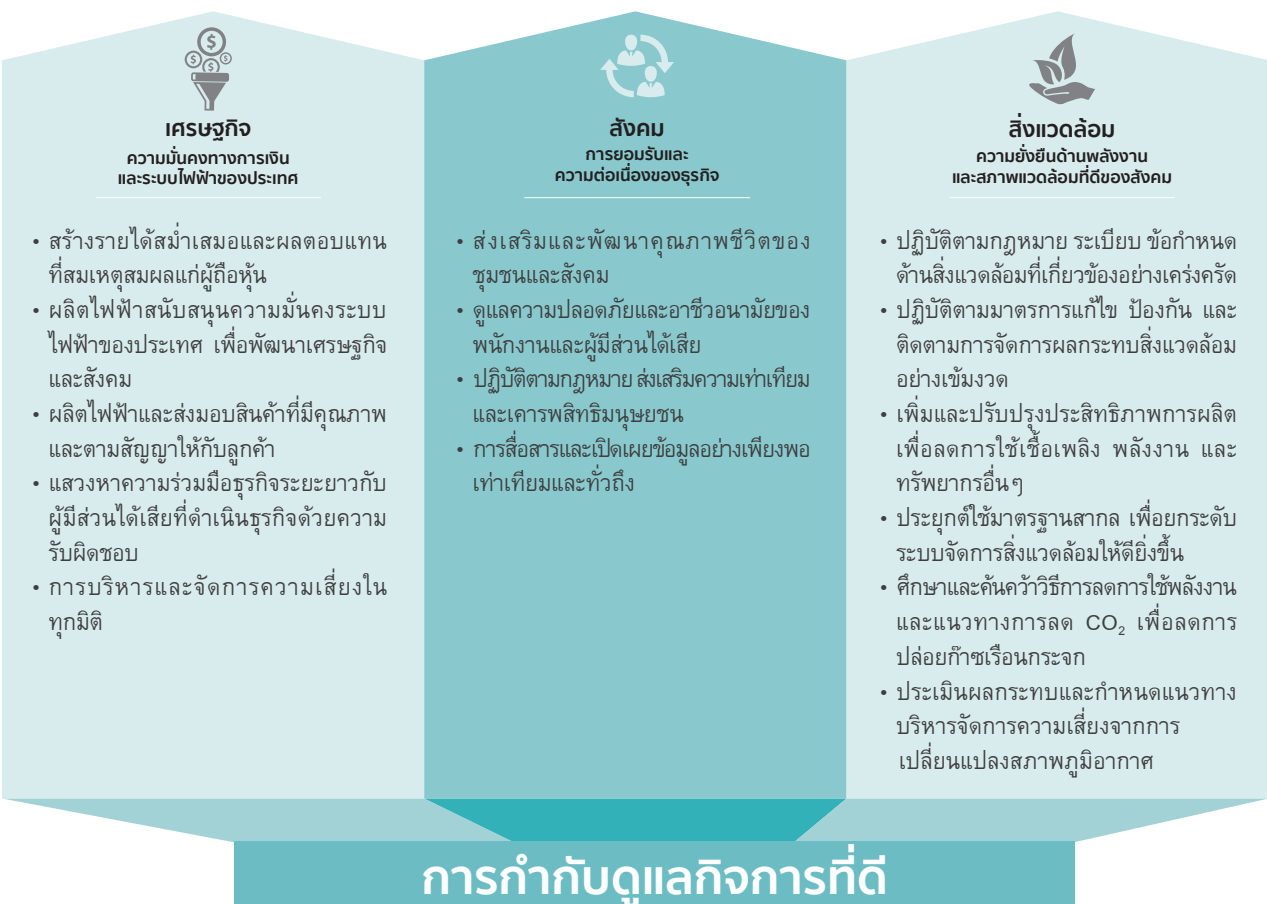 เศรษฐกิจ
ความมั่นคงทางการเงิน
และระบบไฟฟ้าของประเทศ
• สร้างรายได้สม่ำเสมอและผลตอบแทน
ที่สมเหตุสมผลแก่ผู้ถือหุ้น
• ผลิตไฟฟ้าสนับสนุนความมั่นคงระบบ
ไฟฟ้าของประเทศ เพื่อพัฒนาเศรษฐกิจ
และสังคม
• ผลิตไฟฟ้าและส่งมอบสินค้าที่มีคุณภาพ
และตามสัญญาให้กับลูกค้า
• แสวงหาความร่วมมือธุรกิจระยะยาวกับ
ผู้มีส่วนได้เสียที่ดำเนินธุรกิจด้วยความ
รับผิดชอบ
• การบริหารและจัดการความเสี่ยงใน
ทุกมิติ
สังคม
การยอมรับและ
ความต่อเนื่องของธุรกิจ
• ส่งเสริมและพัฒนาคุณภาพชีวิตของ
ชุมชนและสังคม
• ดูแลความปลอดภัยและอาชีวอนามัยของ
พนักงานและผู้มีส่วนได้เสีย
• ปฏิบัติตามกฎหมาย ส่งเสริมความเท่าเทียม
และเคารพสิทธิมนุษยชน
• การสื่อสารและเปิดเผยข้อมูลอย่างเพียงพอ
เท่าเทียมและทั่วถึง
สิ่งแวดล้อม
ความยั่งยืนด้านพลังงาน
และสภาพแวดล้อมที่ดีของสังคม
• ปฏิบัติตามกฎหมาย ระเบียบ ข้อกำหนด
ด้านสิ่งแวดล้อมที่เกี่ยวข้องอย่างเคร่งครัด
• ปฏิบัติตามมาตรการแก้ไข ป้องกัน และ
ติดตามการจัดการผลกระทบสิ่งแวดล้อม
อย่างเข้มงวด
• เพิ่มและปรับปรุงประสิทธิภาพการผลิต
เพื่อลดการใช้เชื้อเพลิง พลังงาน และ
ทรัพยากรอื่นๆ
• ประยุกต์ใช้มาตรฐานสากล เพื่อยกระดับ
ระบบจัดการสิ่งแวดล้อมให้ดียิ่งขึ้น
• ศึกษาและค้นคว้าวิธีการลดการใช้พลังงาน
และแนวทางการลด CO₂ เพื่อลดการ
ปล่อยก๊าซเรือนกระจก
• ประเมินผลกระทบและกำหนดแนวทาง
บริหารจัดการความเสี่ยงจากการ
เปลี่ยนแปลงสภาพภูมิอากาศ
การกำกับดูแลกิจการที่ดี